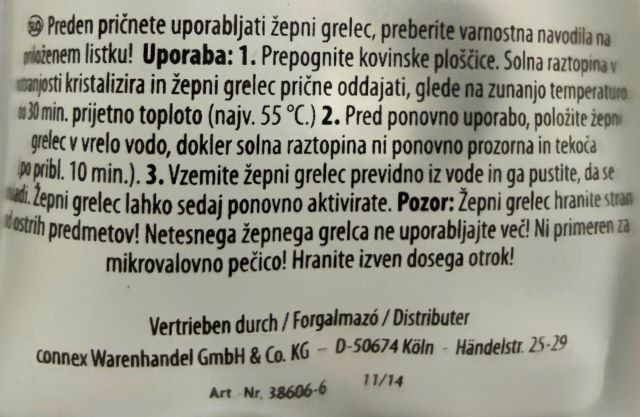 SLO Preden pričnete uporabljati žepni grelec, preberite varnostna navodila na
priloženem listku! Uporaba: 1. Prepognite kovinske ploščice. Solna raztopina v
notranjosti kristalizira in žepni grelec prične oddajati, glede na zunanjo temperaturo,
do 30 min. prijetno toploto (najv. 55 °C.) 2. Pred ponovno uporabo, položite žepni
grelec v vrelo vodo, dokler solna raztopina ni ponovno prozorna in tekoča
(po pribl. 10 min.). 3. Vzemite žepni grelec previdno iz vode in ga pustite, da se
Žepni grelec lahko sedaj ponovno aktivirate. Pozor: Žepni grelec hranite stran
od ostrih predmetov! Netesnega žepnega grelca ne uporabljajte več! Ni primeren za
mikrovalovno pečico! Hranite izven dosega otrok!
Vertrieben durch / Forgalmazó / Distributer
connex Warenhandel GmbH & Co. KG – D-50674 Köln - Händelstr. 25-29
Art.-Nr. 38606-6 11/14